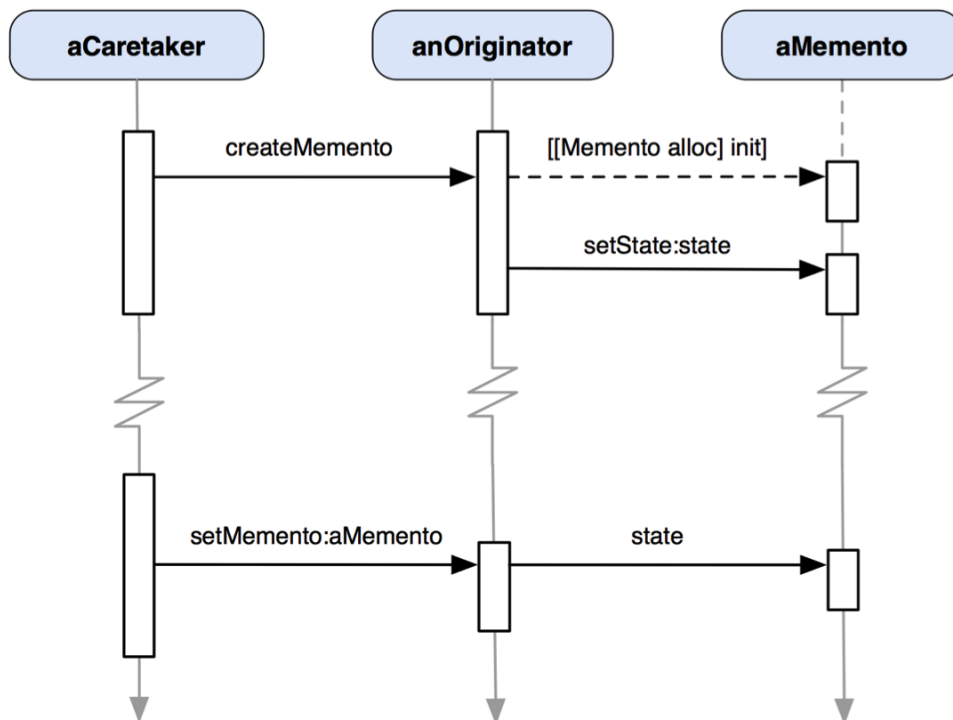 aCaretaker
anOriginator
aMemento
createMemento
[[Memento alloc] init]
setState:state
setMemento:aMemento
state